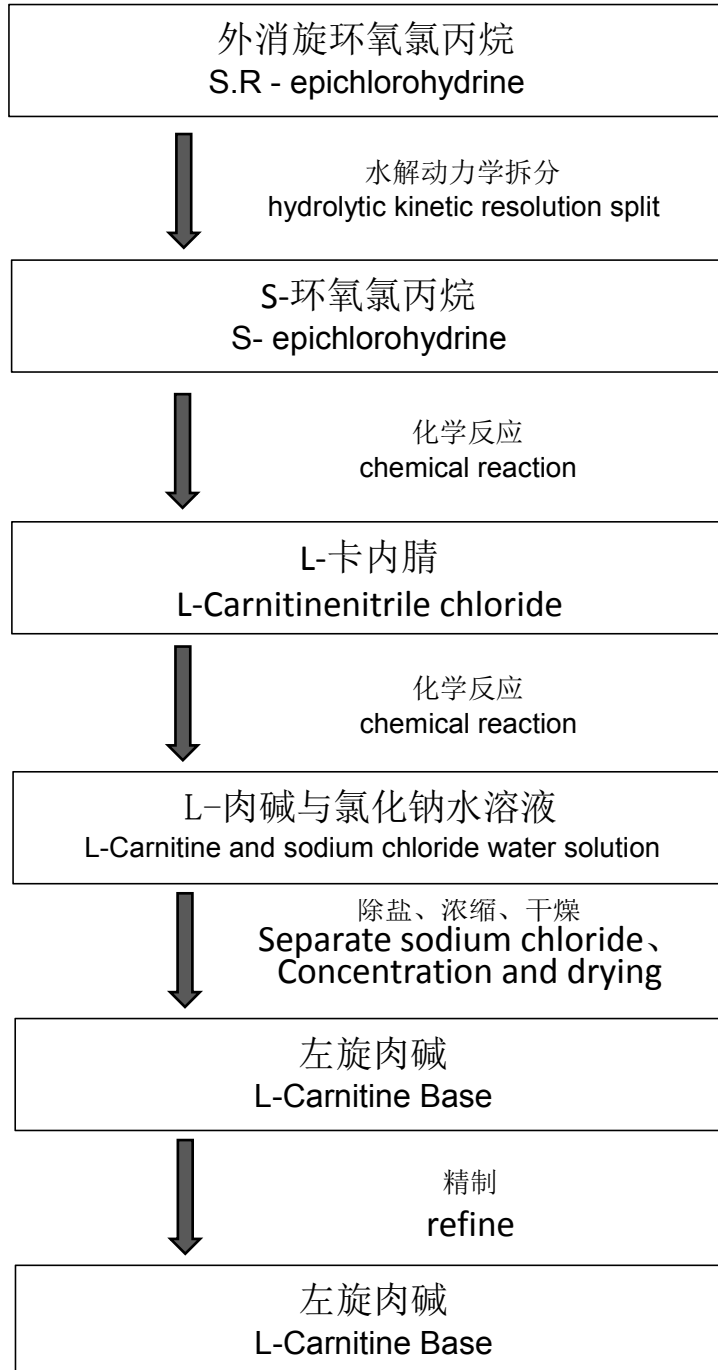 外消旋环氧氯丙烷
S.R - epichlorohydrine
水解动力学拆分
hydrolytic kinetic resolution split
S-环氧氯丙烷
S- epichlorohydrine
化学反应
chemical reaction
L-卡内腈
L-Carnitinenitrile chloride
化学反应
chemical reaction
L-肉碱与氯化钠水溶液
L-Carnitine and sodium chloride water solution
除盐、浓缩、干燥
Separate sodium chloride、
Concentration and drying
左旋肉碱
L-Carnitine Base
精制
refine
左旋肉碱
L-Carnitine Base